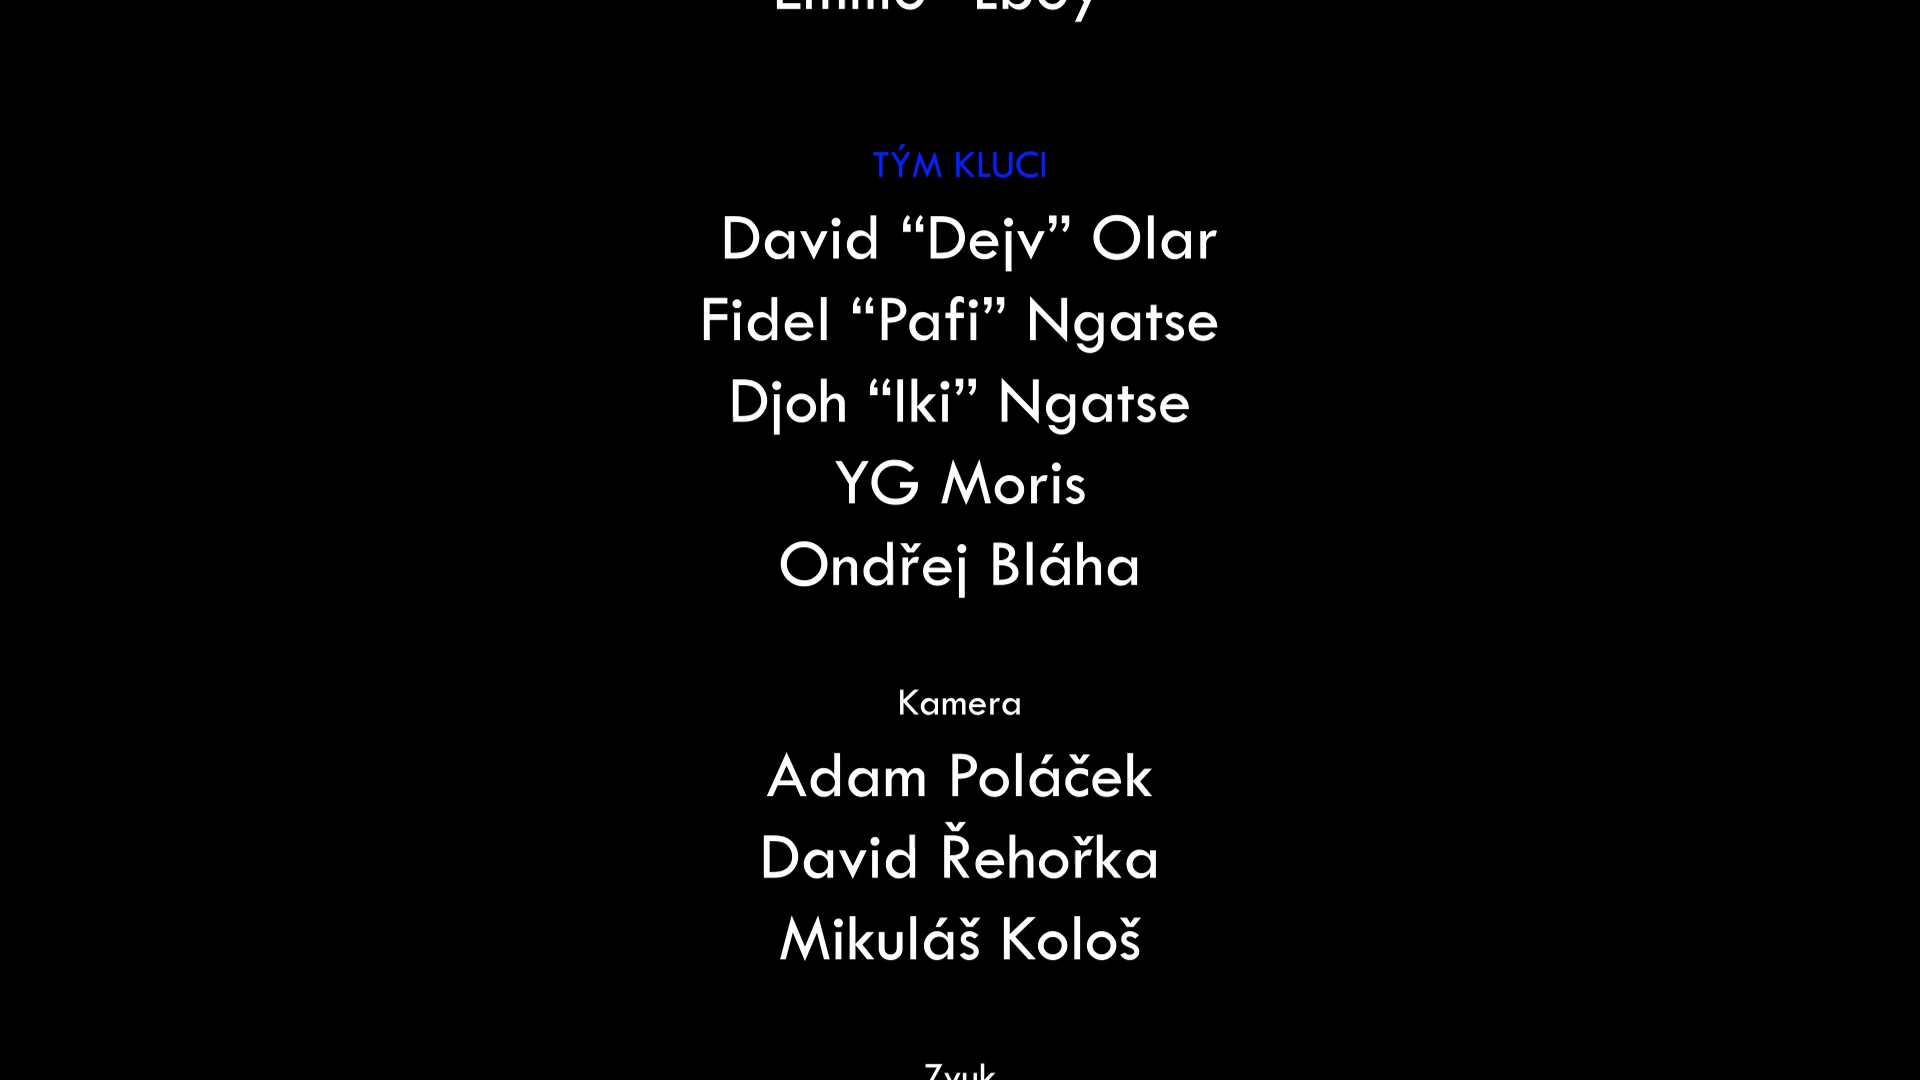 TÝM KLUCI
David “Dejv” Olar
Fidel “Pafi” Ngatse
Djoh “Iki” Ngatse
YG Moris
Ondřej Bláha
Kamera
Adam Poláček
David Řehořka
Mikuláš Kološ
Zvuk